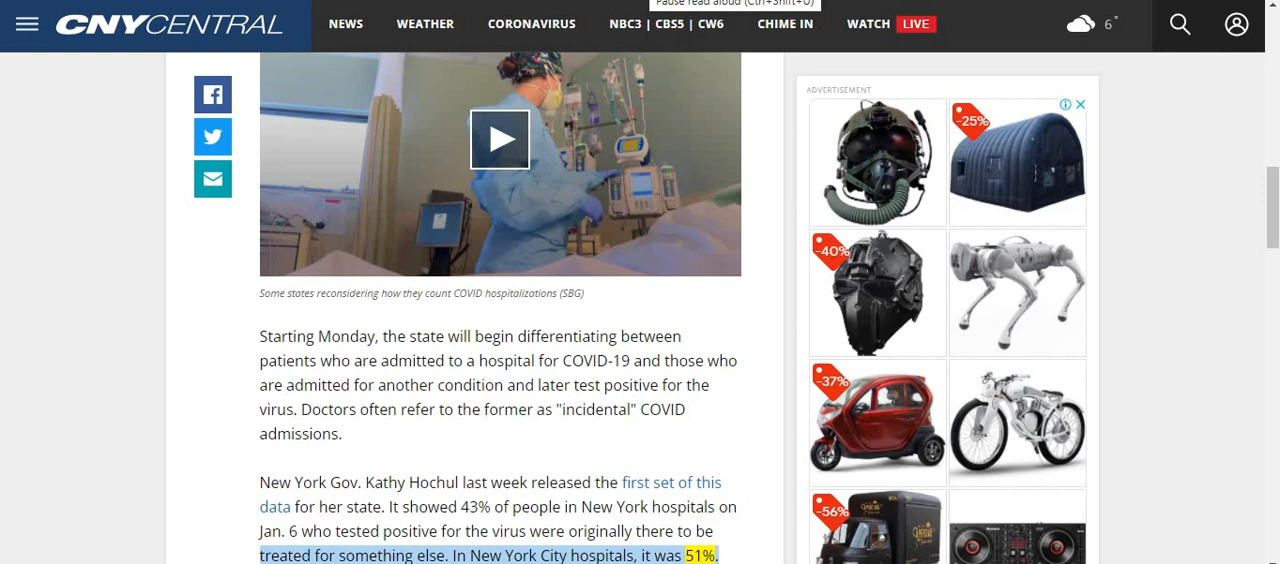 Pause read aloud (Ctrl+Shift+U)
CNYCENTRAL
NEWS
WEATHER
CORONAVIRUS
NBC3 | CBS5 | CW6
CHIME IN
WATCH LIVE
6°
ADVERTISEMENT
-25%
-40%
-37%
-56%
Some states reconsidering how they count COVID hospitalizations (SBG)
Starting Monday, the state will begin differentiating between
patients who are admitted to a hospital for COVID-19 and those who
are admitted for another condition and later test positive for the
virus. Doctors often refer to the former as "incidental" COVID
admissions.
New York Gov. Kathy Hochul last week released the first set of this
data for her state. It showed 43% of people in New York hospitals on
Jan. 6 who tested positive for the virus were originally there to be
treated for something else. In New York City hospitals, it was 51%.